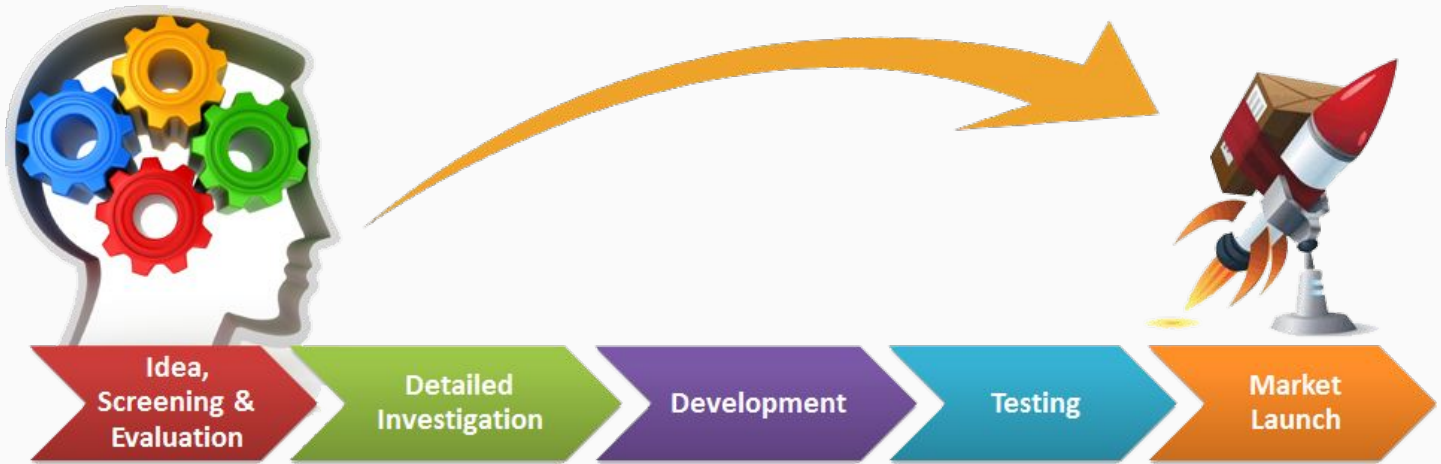 Idea,
Screening &
Evaluation
Detailed
Investigation
Development
Testing
Market
Launch